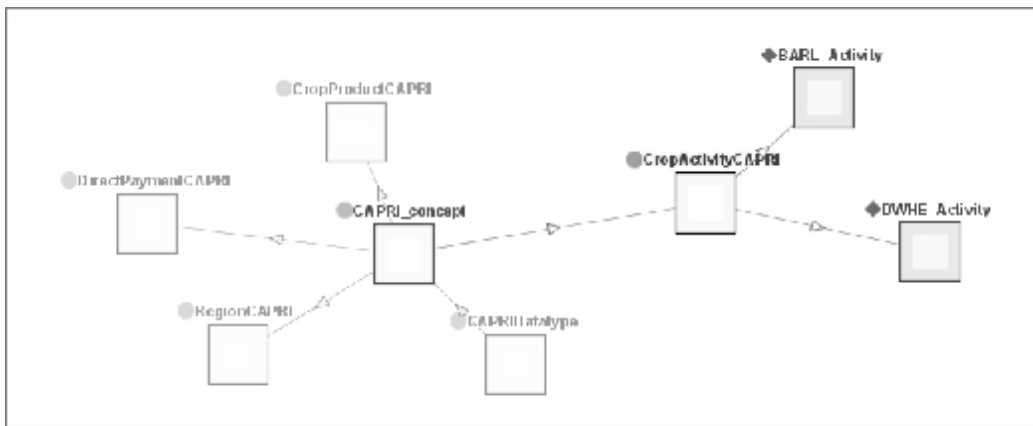 BARL_Activity
CropProductCAPRI
CropActivityCAPRI
DirectPaymentCAPRI
CAPRI_concept
DWHE_Activity
RegionCAPRI
CAPRIDatatype